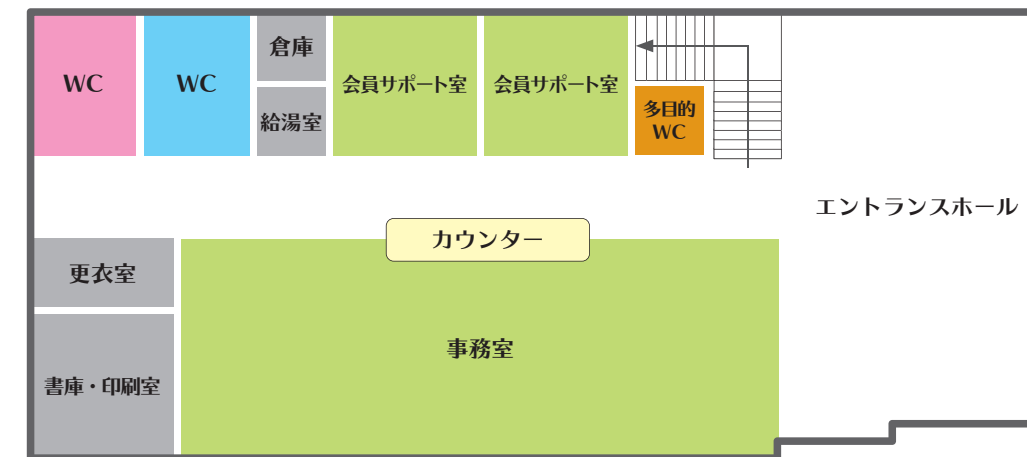 WC
WC
倉庫
給湯室
会員サポート室
会員サポート室
多目的
WC
エントランスホール
カウンター
更衣室
事務室
書庫・印刷室